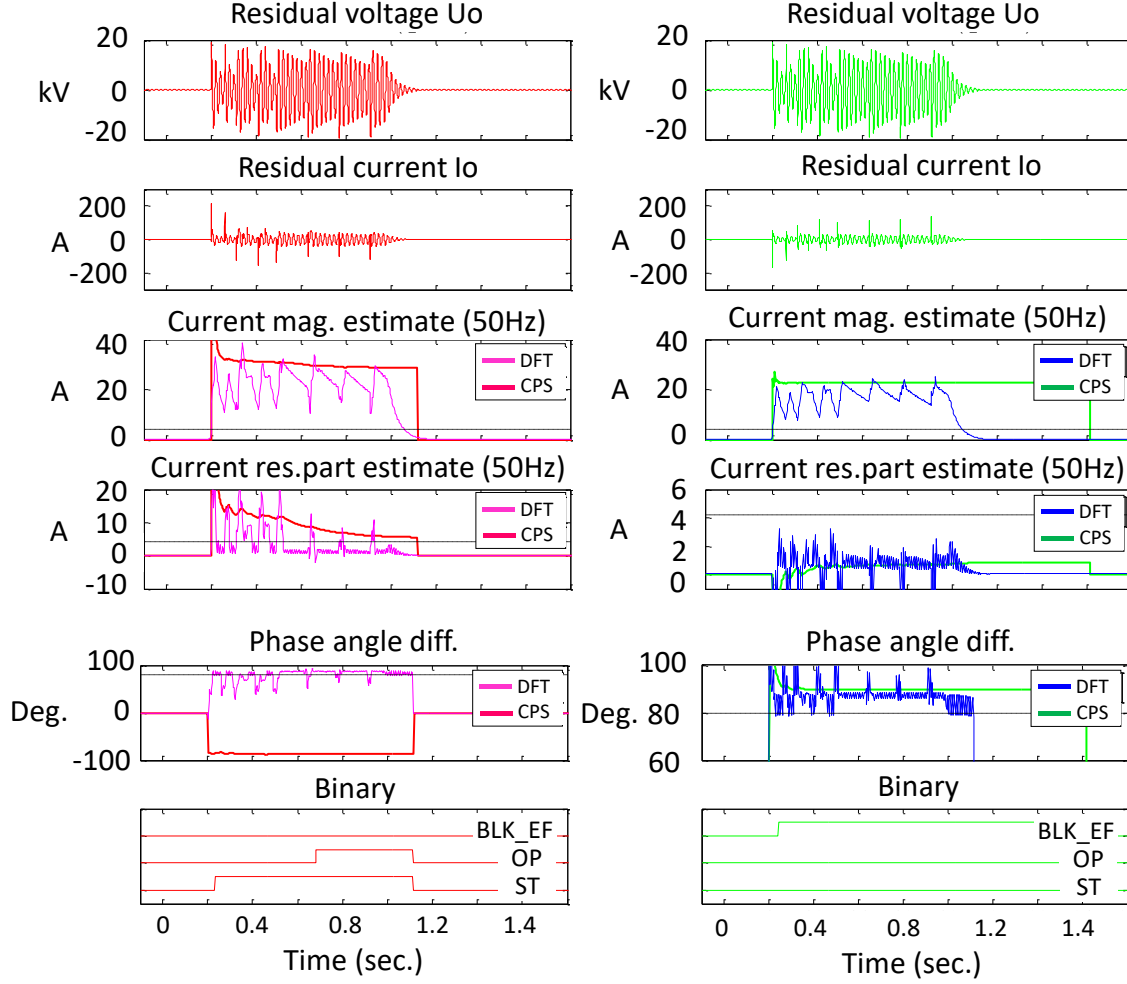 Residual voltage Uo
20
kV
0
-20
Residual current Io
200
A
0
-200
Current mag. estimate (50Hz)
40
DFT
A
20
CPS
0
Current res.part estimate (50Hz)
20
DFT
A
10
CPS
0
-10
Phase angle diff.
100
DFT
Deg.
0
CPS
-100
Binary
BLK_EF
OP
ST
0 0.4 0.8 1.2 1.4
Time (sec.)
Residual voltage Uo
20
kV
0
-20
Residual current Io
200
A
0
-200
Current mag. estimate (50Hz)
40
DFT
A
20
CPS
0
Current res.part estimate (50Hz)
6
DFT
A
4
CPS
2
0
Phase angle diff.
100
DFT
Deg.
80
CPS
60
Binary
BLK_EF
OP
ST
0 0.4 0.8 1.2 1.4
Time (sec.)